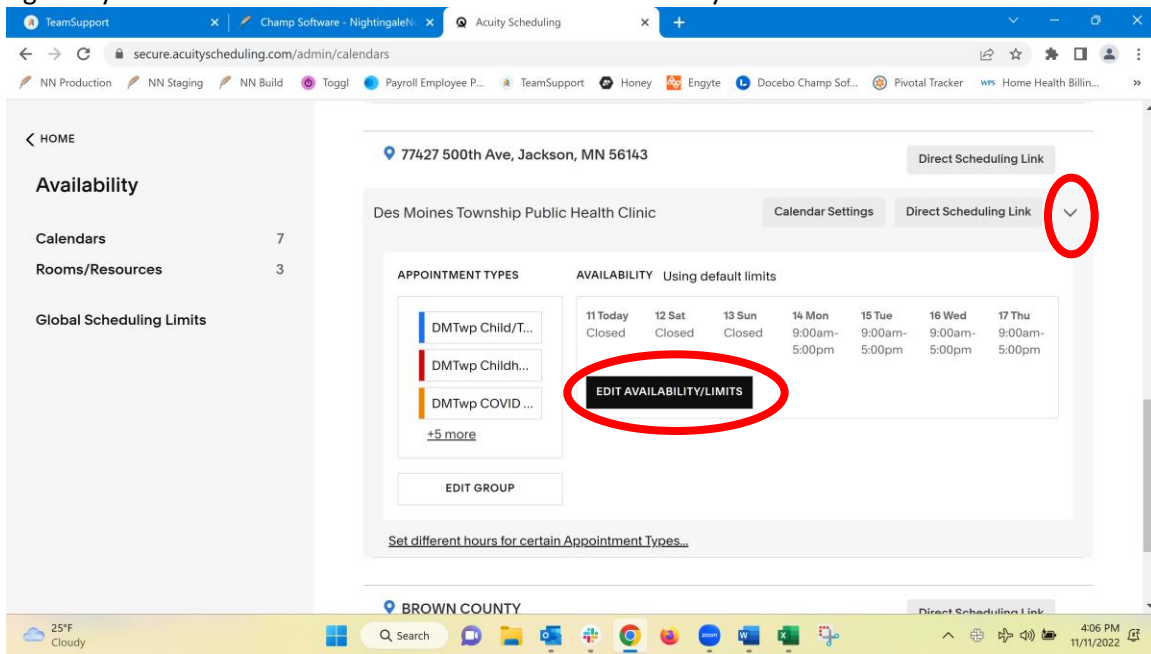 TeamSupport
Champ Software - NightingaleN
Acuity Scheduling
secure.acuityscheduling.com/admin/calendars
NN Production NN Staging NN Build Toggl Payroll Employee P... TeamSupport Honey Engyte Docebo Champ Sof... Pivotal Tracker WPS Home Health Billin... »
HOME
Availability
Calendars 7
Rooms/Resources 3
Global Scheduling Limits
77427 500th Ave, Jackson, MN 56143
Direct Scheduling Link
Des Moines Township Public Health Clinic
Calendar Settings
Direct Scheduling Link
APPOINTMENT TYPES
DMTwp Child/T...
DMTwp Childh...
DMTwp COVID ...
+5 more
EDIT GROUP
AVAILABILITY Using default limits
11 Today 12 Sat 13 Sun 14 Mon 15 Tue 16 Wed 17 Thu
Closed Closed Closed 9:00am- 9:00am- 9:00am- 9:00am-
5:00pm 5:00pm 5:00pm 5:00pm
EDIT AVAILABILITY/LIMITS
Set different hours for certain Appointment Types...
BROWN COUNTY
Direct Scheduling Link
25°F
Cloudy
Search
zoom
4:06 PM
11/11/2022